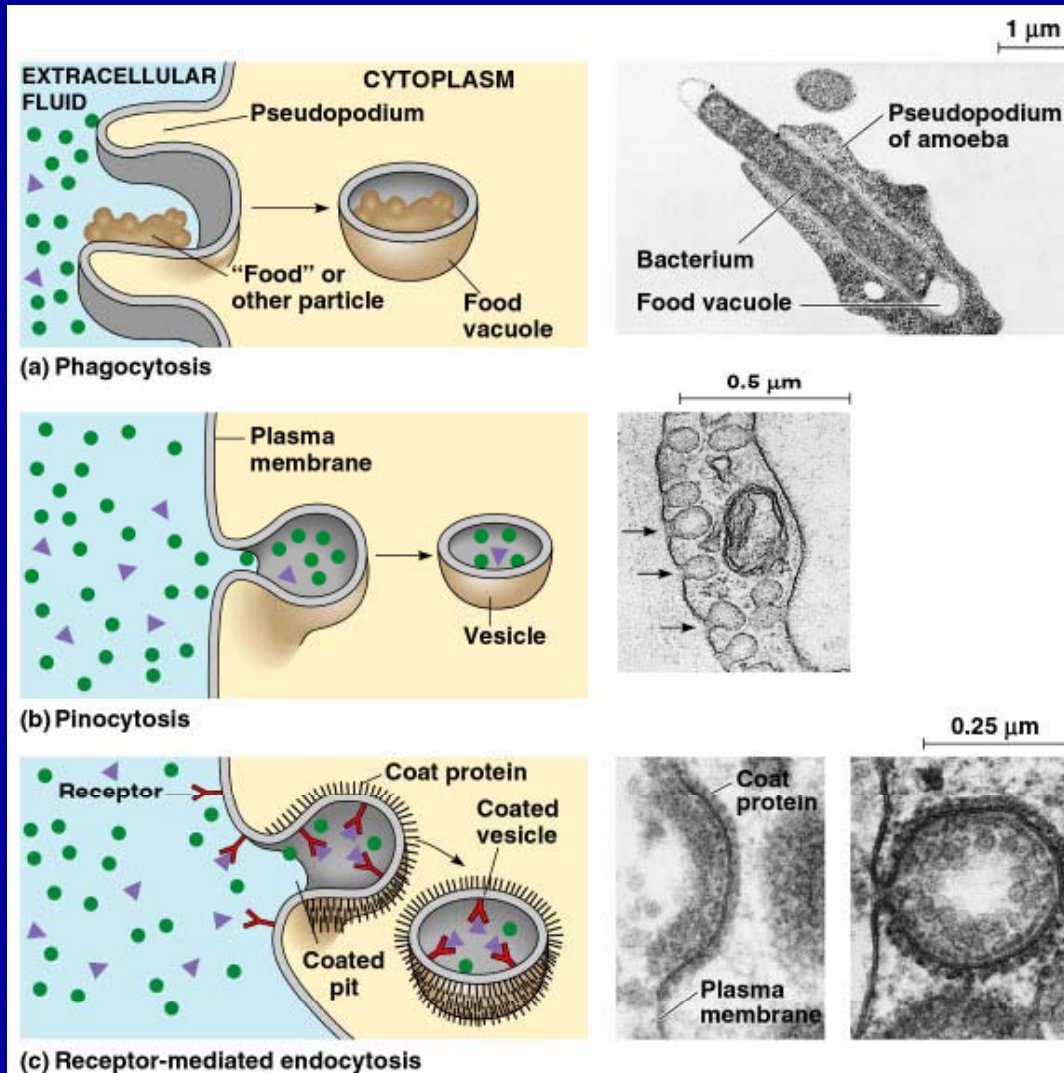 1 µm
EXTRACELLULAR
FLUID
CYTOPLASM
Pseudopodium
“Food” or
other particle
Food
vacuole
Pseudopodium
of amoeba
Bacterium
Food vacuole
(a) Phagocytosis
0.5 µm
Plasma
membrane
Vesicle
(b) Pinocytosis
0.25 µm
Receptor
Coat protein
Coated
vesicle
Coated
pit
Coat
protein
Plasma
membrane
(c) Receptor-mediated endocytosis